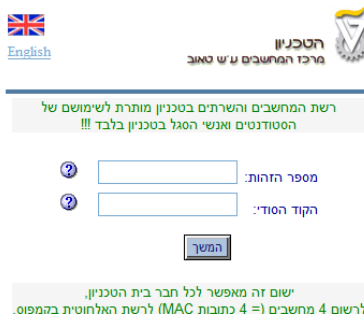 English
הטכניון
מרכז המחשבים ע״ש טאוב
רשת המחשבים והשרתים בטכניון מותרת לשימושם של
הסטודנטים ואנשי הסגל בטכניון בלבד !!!
מספר הזהות:
הקוד הסודי:
המשך
ישום זה מאפשר לכל חבר בית הטכניון,
לרשום 4 מחשבים (= 4 כתובות MAC) לרשת האלחוטית בקמפוס.